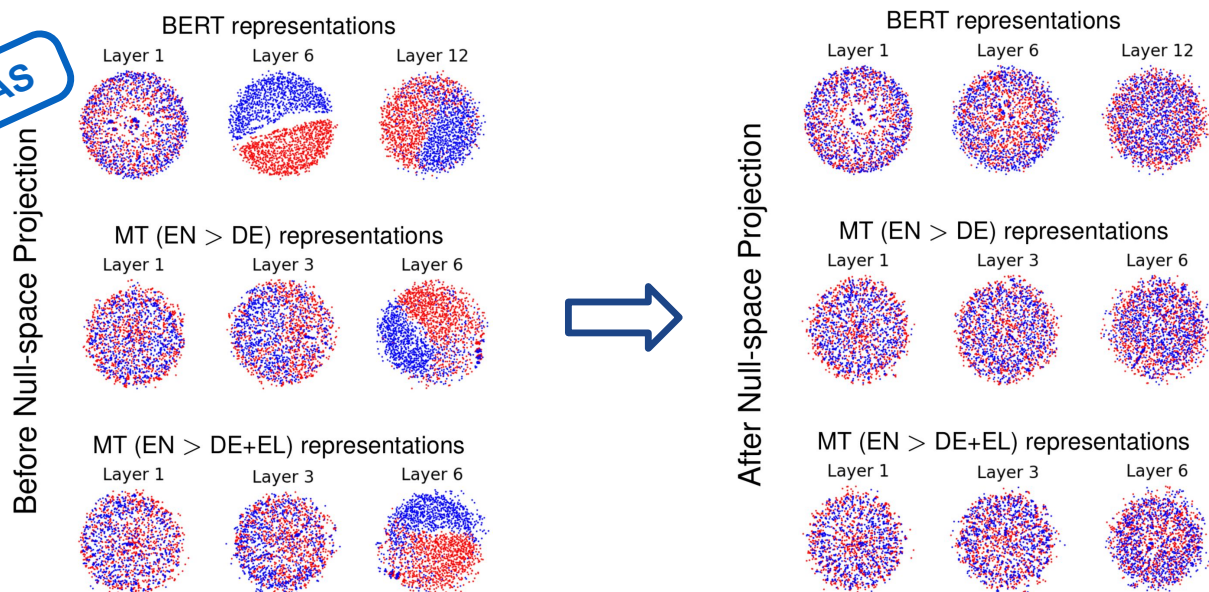 Before Null-space Projection
BERT representations
Layer 1 Layer 6 Layer 12
MT (EN > DE) representations
Layer 1 Layer 3 Layer 6
MT (EN > DE+EL) representations
Layer 1 Layer 3 Layer 6
After Null-space Projection
BERT representations
Layer 1 Layer 6 Layer 12
MT (EN > DE) representations
Layer 1 Layer 3 Layer 6
MT (EN > DE+EL) representations
Layer 1 Layer 3 Layer 6